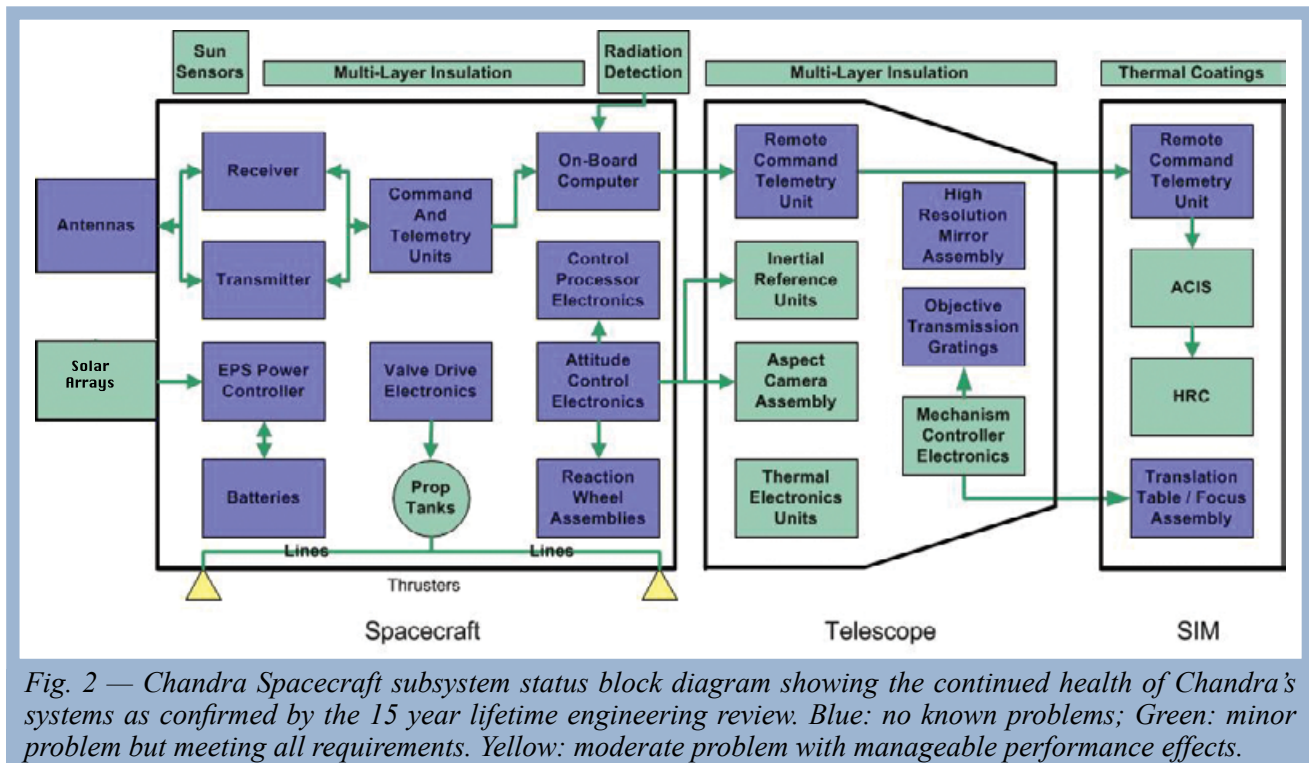 Sun
Sensors
Multi-Layer Insulation
Radiation
Detection
Multi-Layer Insulation
Thermal Coatings
Receiver
Antennas
Transmitter
Command
And
Telemetry
Units
On-Board
Computer
Control
Processor
Electronics
Solar
Arrays
EPS Power
Controller
Valve Drive
Electronics
Attitude
Control
Electronics
Batteries
Prop
Tanks
Reaction
Wheel
Assemblies
Lines
Lines
Thrusters
Spacecraft
Remote
Command
Telemetry
Unit
High
Resolution
Mirror
Assembly
Inertial
Reference
Units
Objective
Transmission
Gratings
Aspect
Camera
Assembly
Mechanism
Controller
Electronics
Thermal
Electronics
Units
Telescope
Remote
Command
Telemetry
Unit
ACIS
HRC
Translation
Table / Focus
Assembly
SIM
Fig. 2 — Chandra Spacecraft subsystem status block diagram showing the continued health of Chandra’s
systems as confirmed by the 15 year lifetime engineering review. Blue: no known problems; Green: minor
problem but meeting all requirements. Yellow: moderate problem with manageable performance effects.